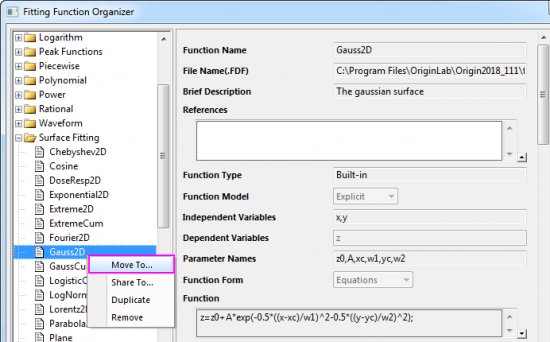 Fitting Function Organizer
Logarithm
Peak Functions
Piecewise
Polynomial
Power
Rational
Waveform
Surface Fitting
Chebyshev2D
Cosine
DoseResp2D
Exponential2D
Extreme2D
ExtremeCum
Fourier2D
Gauss2D
GaussCu
LogisticC
LogNorm
Lorentz2D
Parabola
Plane
Move To...
Share To...
Duplicate
Remove
Function Name
Gauss2D
File Name(.FDF)
C:\Program Files\OriginLab\Origin2018_111\f
Brief Description
The gaussian surface
References
Function Type
Built-in
Function Model
Explicit
Independent Variables
x,y
Dependent Variables
z
Parameter Names
z0,A,xc,w1,yc,w2
Function Form
Equations
Function
z=z0+A*exp(-0.5*((x-xc)/w1)^2-0.5*((y-yc)/w2)^2);